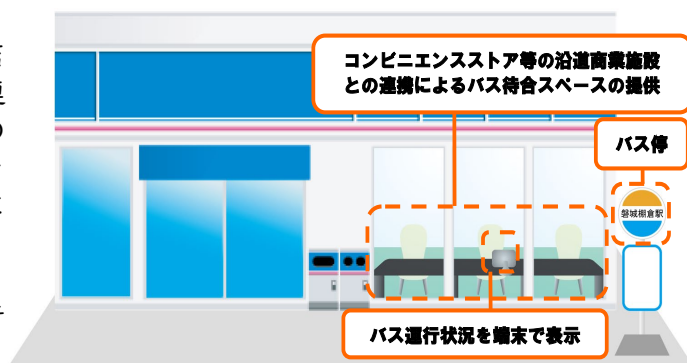 コンビニエンスストア等の沿道商業施設
との連携によるバス待合スペースの提供
バス停
磐城棚倉駅
バス運行状況を端末で表示